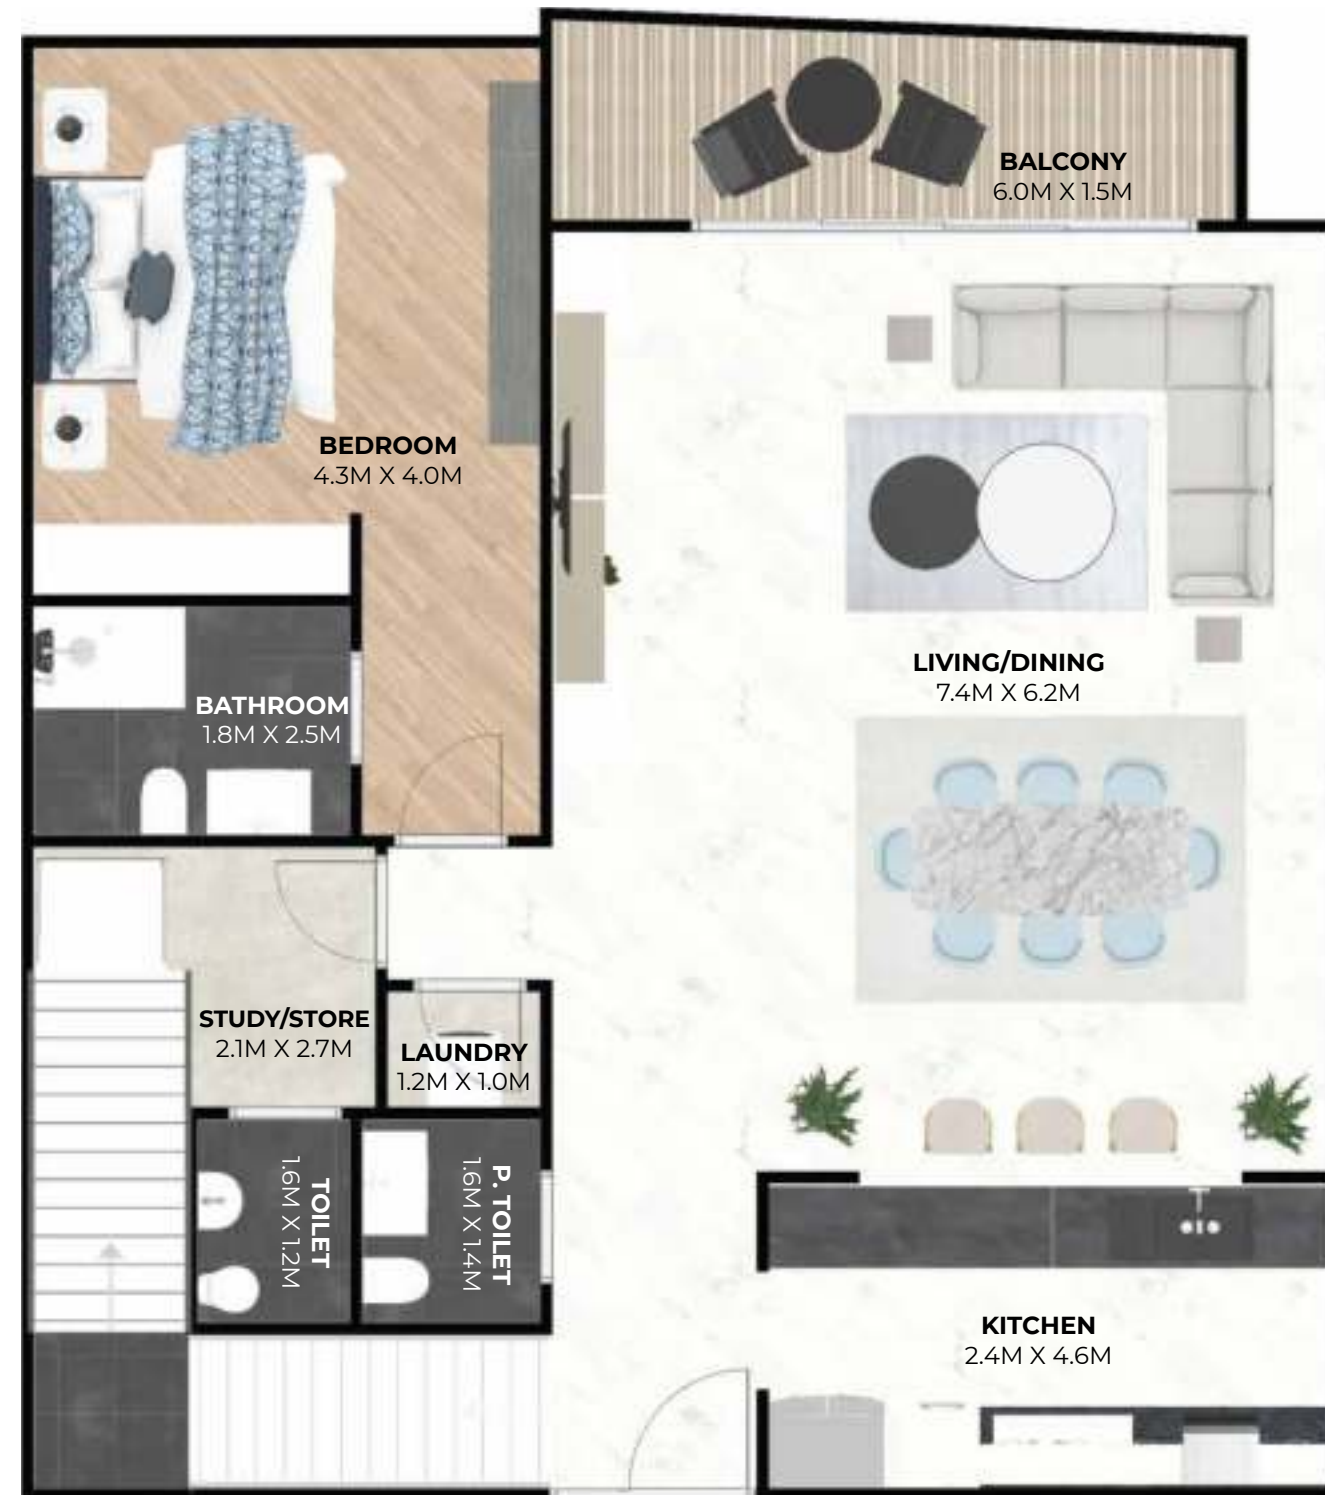 BALCONY
6.0M X 1.5M
BEDROOM
4.3M X 4.0M
LIVING/DINING
7.4M X 6.2M
BATHROOM
1.8M X 2.5M
STUDY/STORE
2.1M X 2.7M
LAUNDRY
1.2M X 1.0M
TOILET
1.6M X 1.2M
P. TOILET
1.6M X 1.4M
KITCHEN
2.4M X 4.6M